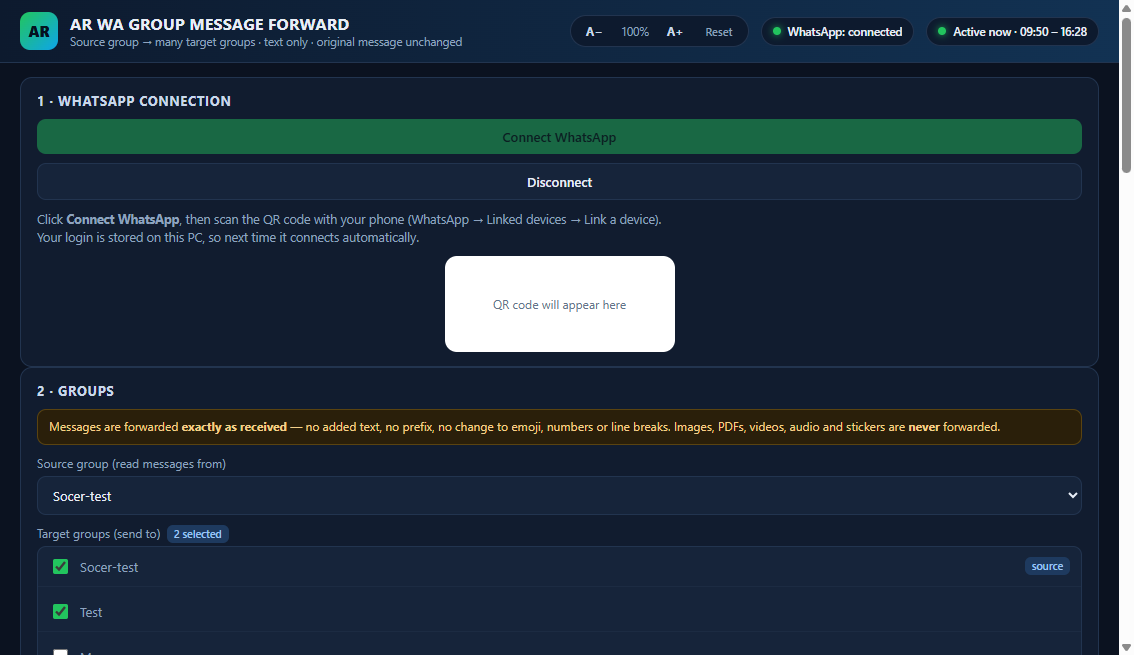 AR
AR WA GROUP MESSAGE FORWARD
Source group → many target groups · text only · original message unchanged
A− 100% A+ Reset
WhatsApp: connected
Active now · 09:50 – 16:28
1 · WHATSAPP CONNECTION
Connect WhatsApp
Disconnect
Click Connect WhatsApp, then scan the QR code with your phone (WhatsApp → Linked devices → Link a device).
Your login is stored on this PC, so next time it connects automatically.
QR code will appear here
2 · GROUPS
Messages are forwarded exactly as received — no added text, no prefix, no change to emoji, numbers or line breaks. Images, PDFs, videos, audio and stickers are never forwarded.
Source group (read messages from)
Socer-test
Target groups (send to) 2 selected
Socer-test source
Test